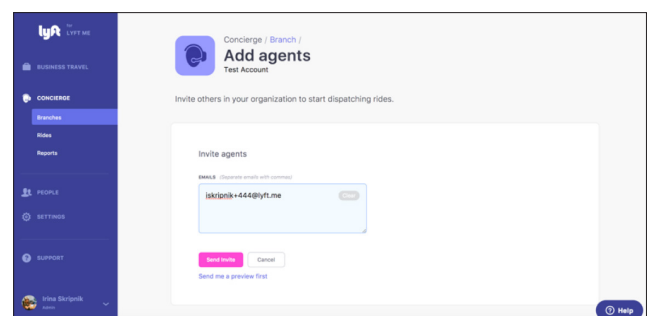 lyft for LYFT ME
BUSINESS TRAVEL
CONCIERGE
Branches
Rides
Reports
PEOPLE
SETTINGS
SUPPORT
Irina Skripnik
Admin
Concierge / Branch /
Add agents
Test Account
Invite others in your organization to start dispatching rides.
Invite agents
EMAILS (Separate emails with commas)
iskripnik+444@lyft.me
Clear
Send Invite
Cancel
Send me a preview first
Help